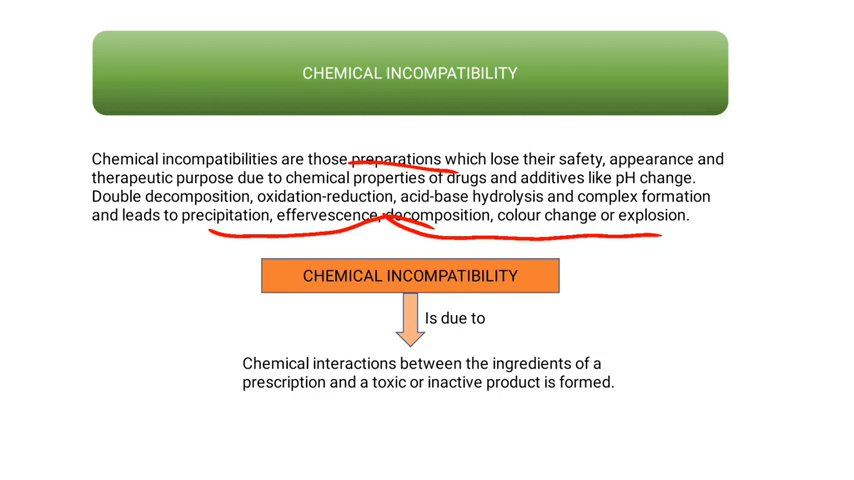 CHEMICAL INCOMPATIBILITY
Chemical incompatibilities are those preparations which lose their safety, appearance and
therapeutic purpose due to chemical properties of drugs and additives like pH change.
Double decomposition, oxidation-reduction, acid-base hydrolysis and complex formation
and leads to precipitation, effervescence, decomposition, colour change or explosion.
CHEMICAL INCOMPATIBILITY
Is due to
Chemical interactions between the ingredients of a
prescription and a toxic or inactive product is formed.